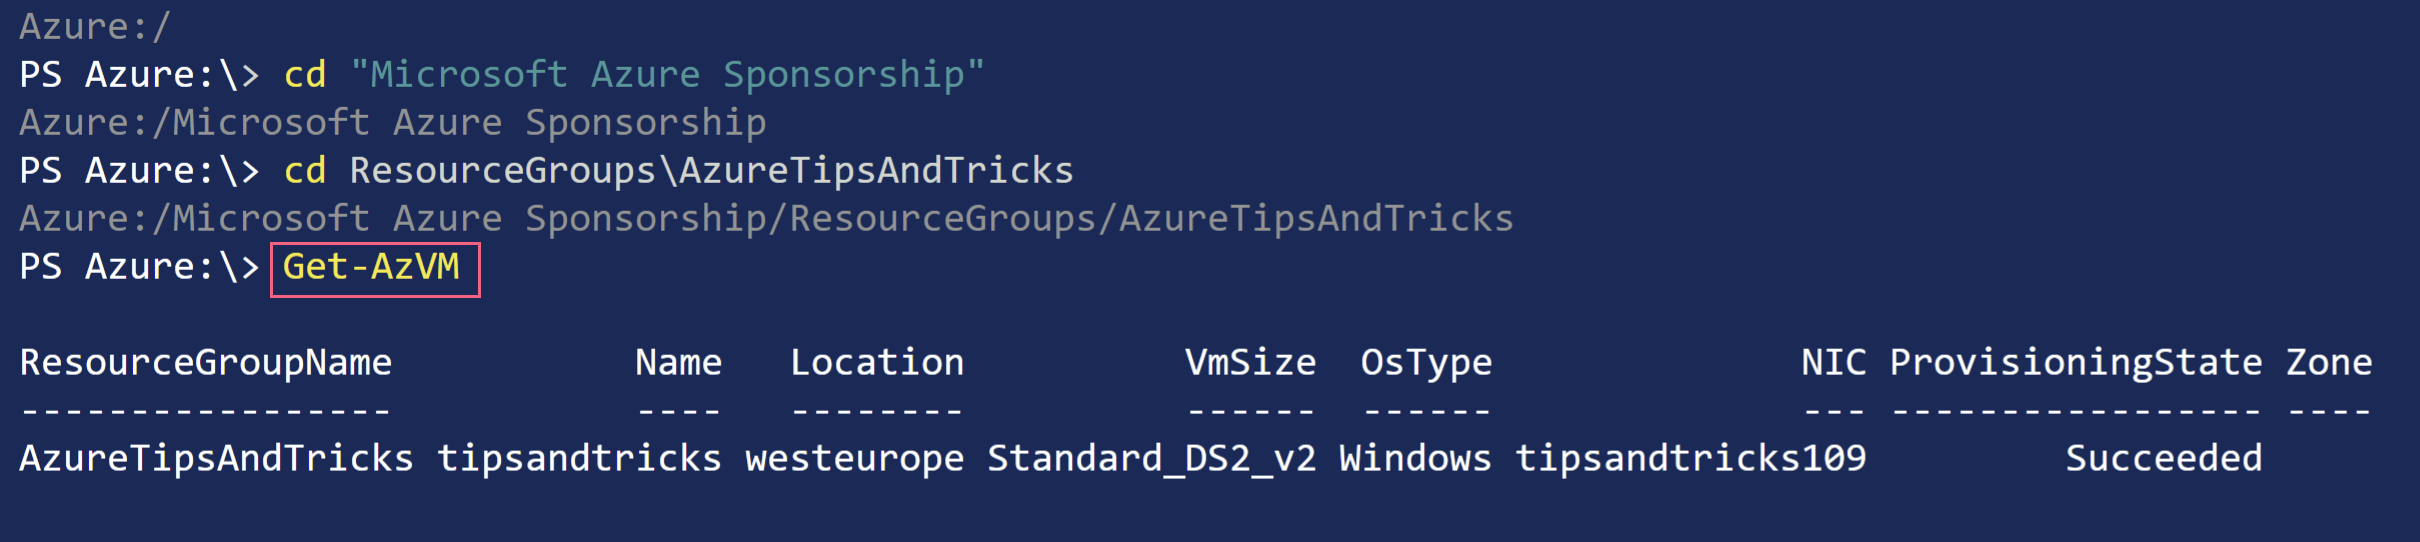 Azure:/
PS Azure:\> cd "Microsoft Azure Sponsorship"
Azure:/Microsoft Azure Sponsorship
PS Azure:\> cd ResourceGroups\AzureTipsAndTricks
Azure:/Microsoft Azure Sponsorship/ResourceGroups/AzureTipsAndTricks
PS Azure:\> Get-AzVM
ResourceGroupName           Name   Location          VmSize  OsType              NIC ProvisioningState Zone
-----------------           ----   --------          ------  ------              --- ----------------- ----
AzureTipsAndTricks tipsandtricks westeurope Standard_DS2_v2 Windows tipsandtricks109         Succeeded